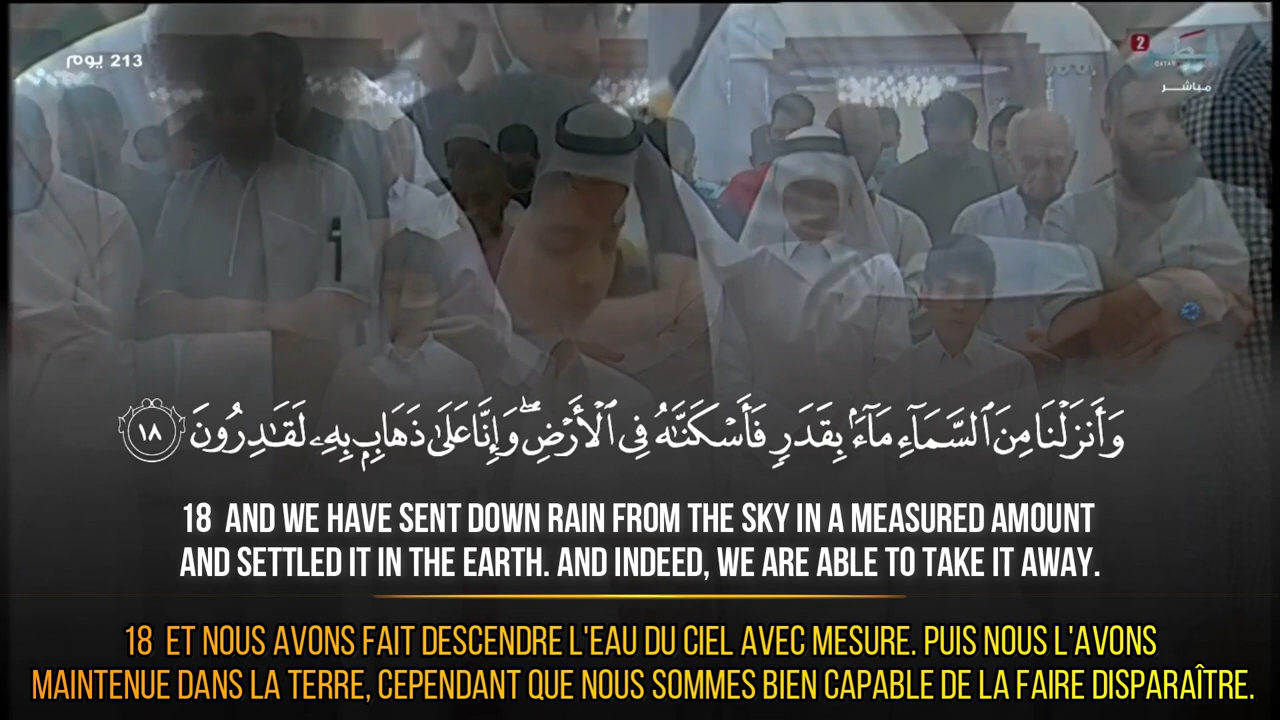 213 يوم
2
QATAR
مباشر
وَأَنزَلْنَا مِنَ ٱلسَّمَآءِ مَآءًۢ بِقَدَرٍ فَأَسْكَنَّٰهُ فِى ٱلْأَرْضِ ۖ وَإِنَّا عَلَىٰ ذَهَابٍۭ بِهِۦ لَقَٰدِرُونَ ١٨
18 AND WE HAVE SENT DOWN RAIN FROM THE SKY IN A MEASURED AMOUNT
AND SETTLED IT IN THE EARTH. AND INDEED, WE ARE ABLE TO TAKE IT AWAY.
18 ET NOUS AVONS FAIT DESCENDRE L'EAU DU CIEL AVEC MESURE. PUIS NOUS L'AVONS
MAINTENUE DANS LA TERRE, CEPENDANT QUE NOUS SOMMES BIEN CAPABLE DE LA FAIRE DISPARAÎTRE.